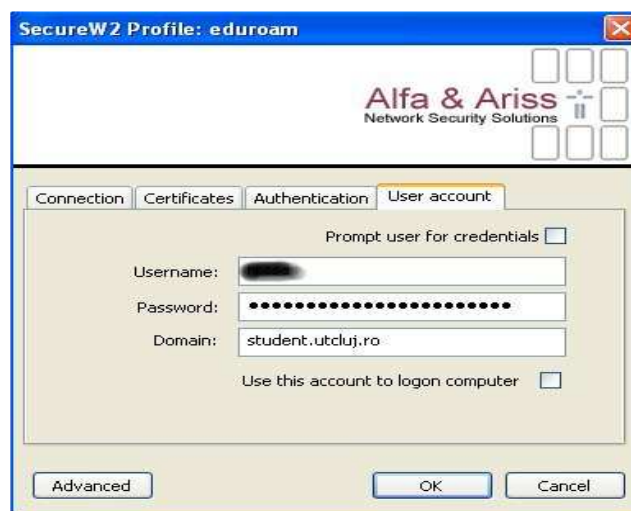 SecureW2 Profile: eduroam
Alfa & Ariss
Network Security Solutions
Connection Certificates Authentication User account
Prompt user for credentials
Username:
Password: ••••••••••••••••••••••••
Domain: student.utcluj.ro
Use this account to logon computer
Advanced OK Cancel